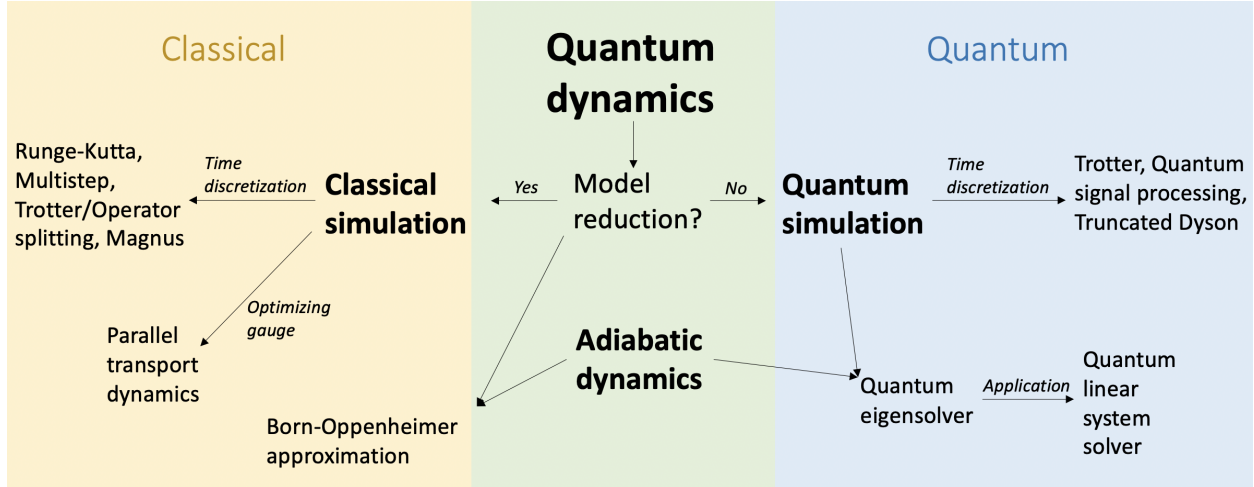 Classical
Quantum
dynamics
Quantum
Runge-Kutta,
Multistep,
Trotter/Operator
splitting, Magnus
Time
discretization
Classical
simulation
Yes
Model
reduction?
No
Quantum
simulation
Time
discretization
Trotter, Quantum
signal processing,
Truncated Dyson
Optimizing
gauge
Parallel
transport
dynamics
Adiabatic
dynamics
Born-Oppenheimer
approximation
Quantum
eigensolver
Application
Quantum
linear
system
solver